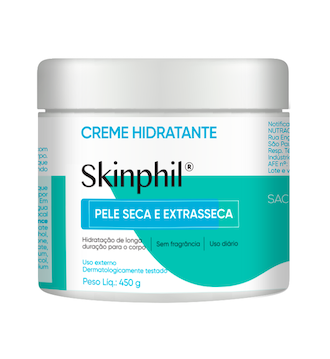 CREME HIDRATANTE
Skinphil®
PELE SECA E EXTRASSECA
Hidratação de longa
duração para o corpo
Sem fragrância
Uso diário
Uso externo
Dermatologicamente testado
Peso Líq.: 450 g
SAC